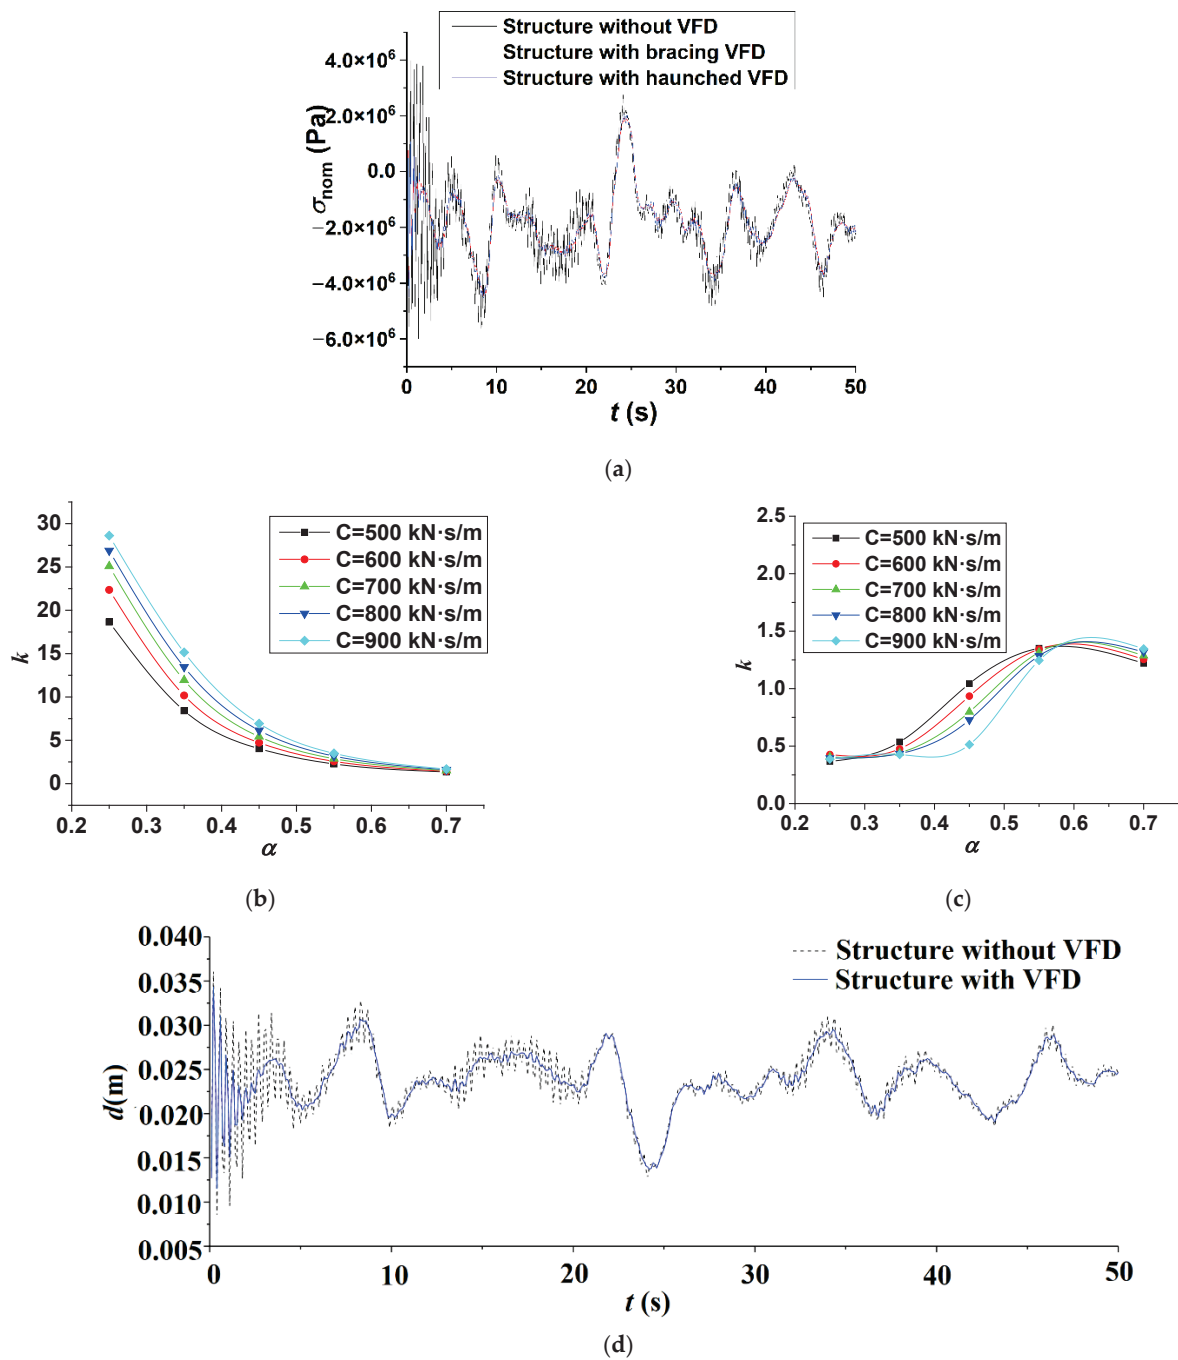 Structure without VFD
Structure with bracing VFD
Structure with haunched VFD
4.0×10⁶
2.0×10⁶
0.0
−2.0×10⁶
−4.0×10⁶
−6.0×10⁶
σnom (Pa)
0 10 20 30 40 50
t (s)
(a)
C=500 kN·s/m
C=600 kN·s/m
C=700 kN·s/m
C=800 kN·s/m
C=900 kN·s/m
30
25
20
15
10
5
0
k
0.2 0.3 0.4 0.5 0.6 0.7
α
(b)
C=500 kN·s/m
C=600 kN·s/m
C=700 kN·s/m
C=800 kN·s/m
C=900 kN·s/m
2.5
2.0
1.5
1.0
0.5
0.0
k
0.2 0.3 0.4 0.5 0.6 0.7
α
(c)
Structure without VFD
Structure with VFD
0.040
0.035
0.030
0.025
0.020
0.015
0.010
0.005
d(m)
0 10 20 30 40 50
t (s)
(d)